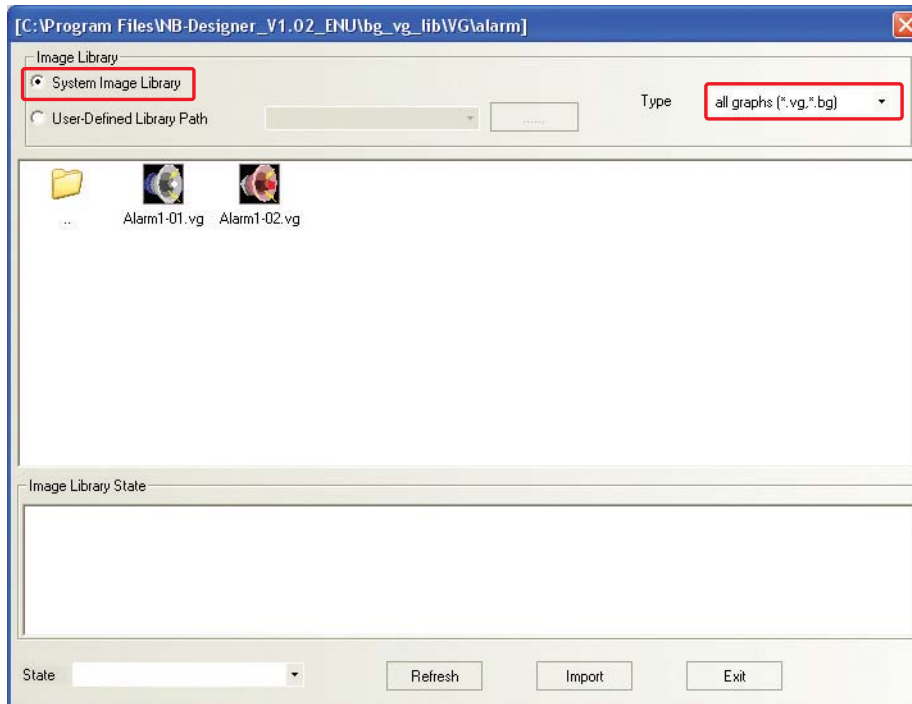 [C:\Program Files\NB-Designer_V1.02_ENU\bg_vg_lib\VG\alarm]
Image Library
System Image Library
User-Defined Library Path
......
Type
all graphs (*.vg,*.bg)
..
Alarm1-01.vg
Alarm1-02.vg
Image Library State
State
Refresh
Import
Exit